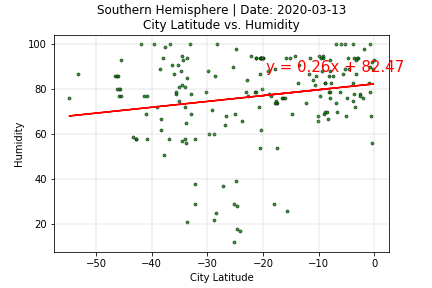 Southern Hemisphere | Date: 2020-03-13
City Latitude vs. Humidity
100
80
60
40
20
Humidity
y = 0.26x + 82.47
−50
−40
−30
−20
−10
0
City Latitude